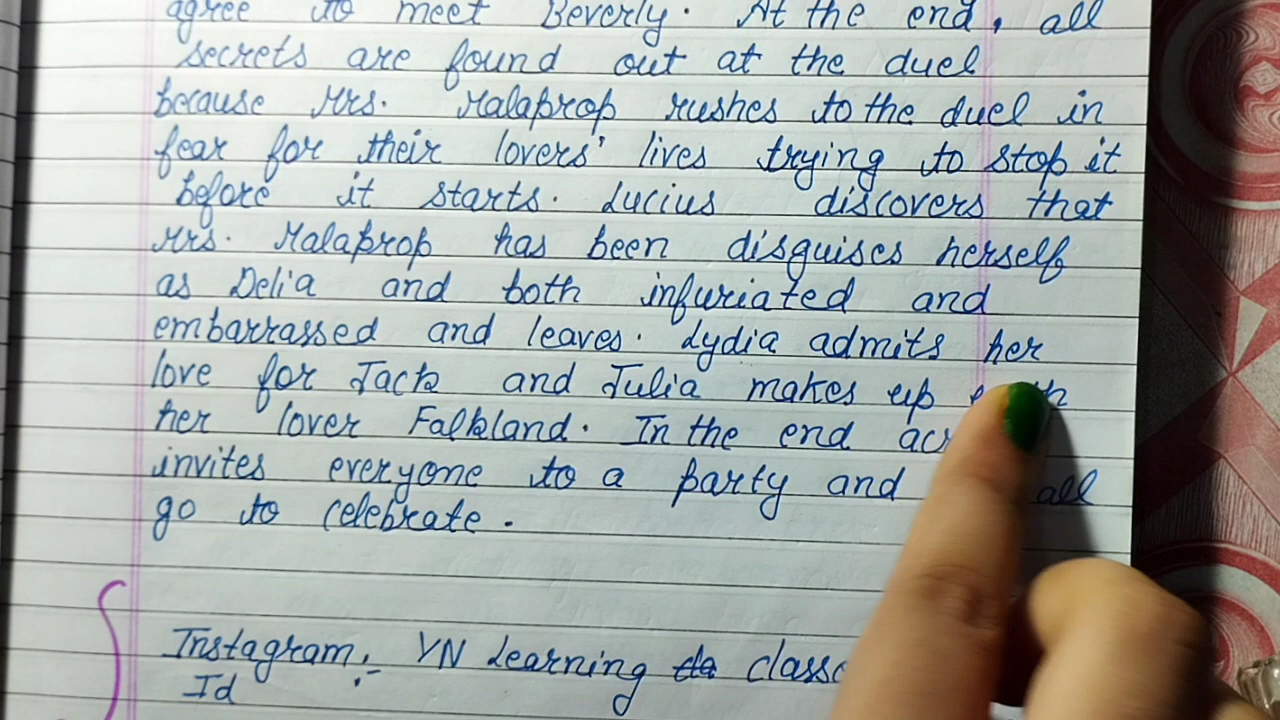 agree to meet Beverly. At the end, all
secrets are found out at the duel
because Mrs. Malaprop rushes to the duel in
fear for their lovers' lives trying to stop it
before it starts. Lucius discovers that
Mrs. Malaprop has been disguises herself
as Delia and both infuriated and
embarrassed and leaves. Lydia admits her
love for Jack and Julia makes up
her lover Falkland. In the end
invites everyone to a party and all
go to celebrate.
Instagram :- YN Learning
Id